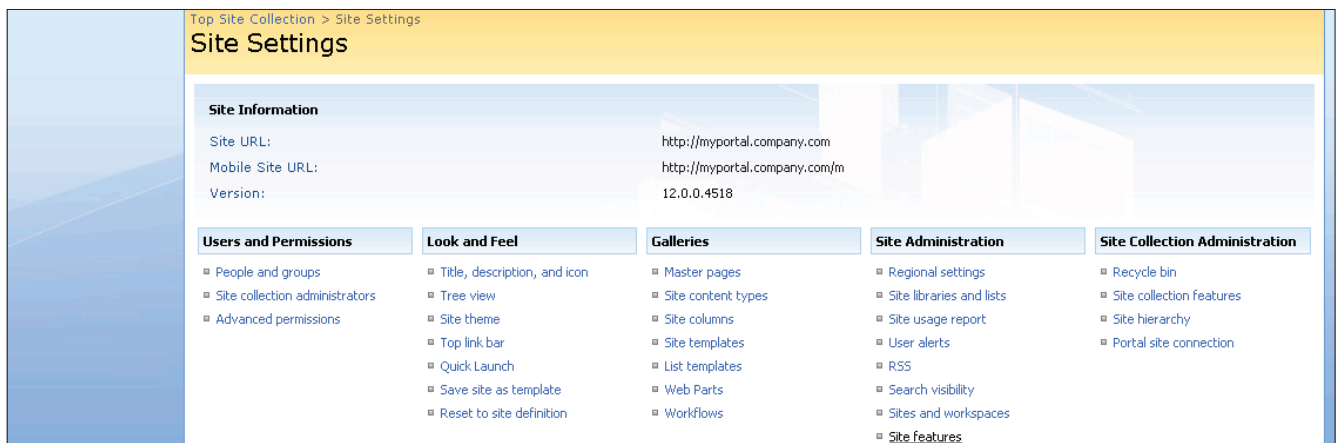 Top Site Collection > Site Settings
Site Settings
Site Information
Site URL: http://myportal.company.com
Mobile Site URL: http://myportal.company.com/m
Version: 12.0.0.4518
Users and Permissions
People and groups
Site collection administrators
Advanced permissions
Look and Feel
Title, description, and icon
Tree view
Site theme
Top link bar
Quick Launch
Save site as template
Reset to site definition
Galleries
Master pages
Site content types
Site columns
Site templates
List templates
Web Parts
Workflows
Site Administration
Regional settings
Site libraries and lists
Site usage report
User alerts
RSS
Search visibility
Sites and workspaces
Site features
Site Collection Administration
Recycle bin
Site collection features
Site hierarchy
Portal site connection